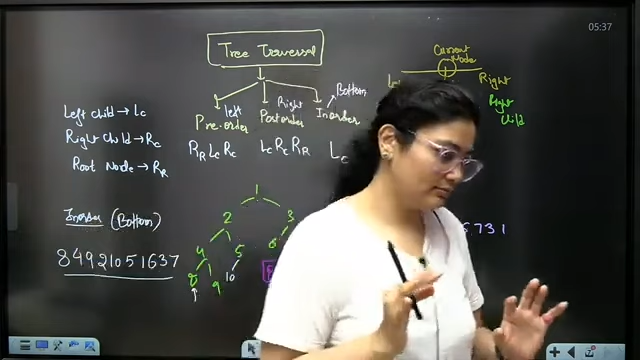 05:37
Tree Traversal
Current
Node
Right
Right
Child
Bottom
left
Right
Pre-order
Postorder
Inorder
Left Child → Lc
Right Child → Rc
Root Node → RR
RR Lc Rc
Lc Rc RR
Lc
Inorder (Bottom)
8 4 9 2 10 5 1 6 3 7
1
2
3
4
5
6
8
9
10
7 3 1